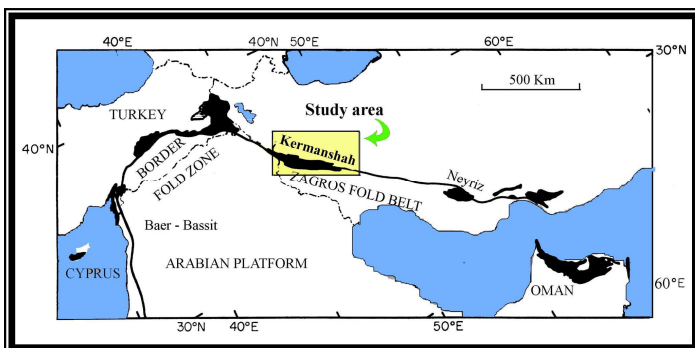 40°E
40°N 50°E
60°E
30°N
500 Km
TURKEY
Study area
40°N
BORDER
FOLD ZONE
Kermanshah
ZAGROS FOLD BELT
Neyriz
Baer - Bassit
CYPRUS
ARABIAN PLATFORM
OMAN
60°E
30°N 40°E
50°E